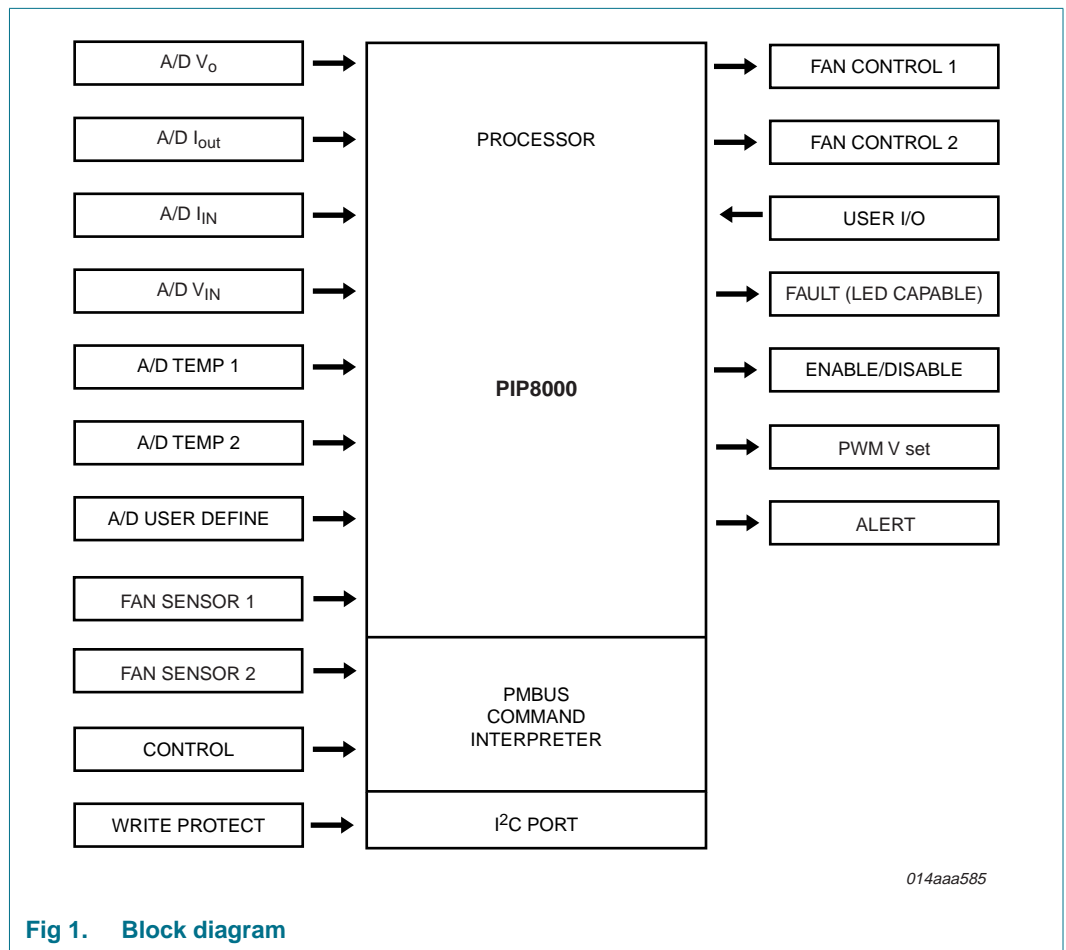 A/D Vo
A/D Iout
A/D IIN
A/D VIN
A/D TEMP 1
A/D TEMP 2
A/D USER DEFINE
FAN SENSOR 1
FAN SENSOR 2
CONTROL
WRITE PROTECT
PROCESSOR
PIP8000
PMBUS
COMMAND
INTERPRETER
I2C PORT
FAN CONTROL 1
FAN CONTROL 2
USER I/O
FAULT (LED CAPABLE)
ENABLE/DISABLE
PWM V set
ALERT
014aaa585
Fig 1. Block diagram